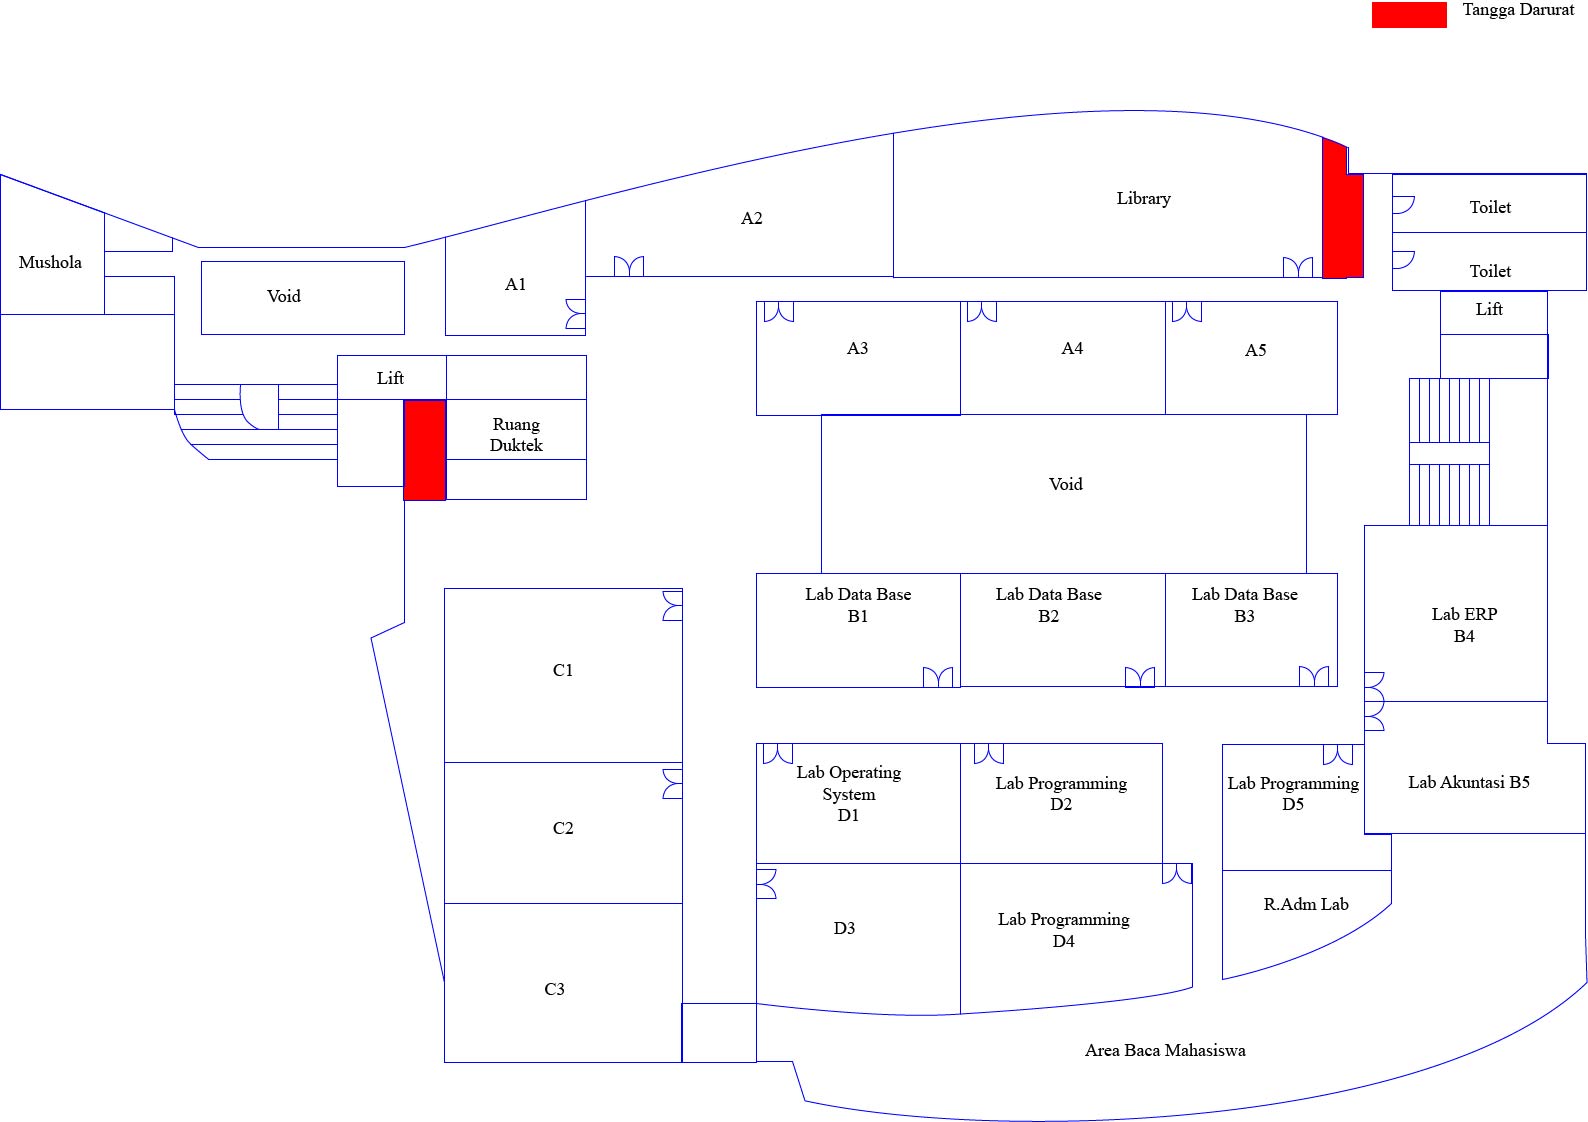 Tangga Darurat
Library
Toilet
A2
Mushola
Toilet
A1
Void
Lift
A3
A4
A5
Lift
Ruang
Duktek
Void
Lab Data Base
B1
Lab Data Base
B2
Lab Data Base
B3
Lab ERP
B4
C1
Lab Operating
System
D1
Lab Programming
D2
Lab Programming
D5
Lab Akuntasi B5
C2
R.Adm Lab
D3
Lab Programming
D4
C3
Area Baca Mahasiswa